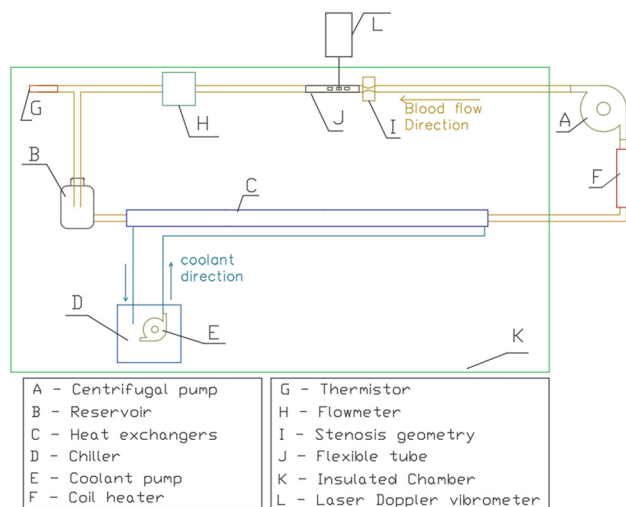 L
G
H
J
I
Blood flow
Direction
A
B
C
F
coolant
direction
D
E
K
A - Centrifugal pump
B - Reservoir
C - Heat exchangers
D - Chiller
E - Coolant pump
F - Coil heater
G - Thermistor
H - Flowmeter
I - Stenosis geometry
J - Flexible tube
K - Insulated Chamber
L - Laser Doppler vibrometer